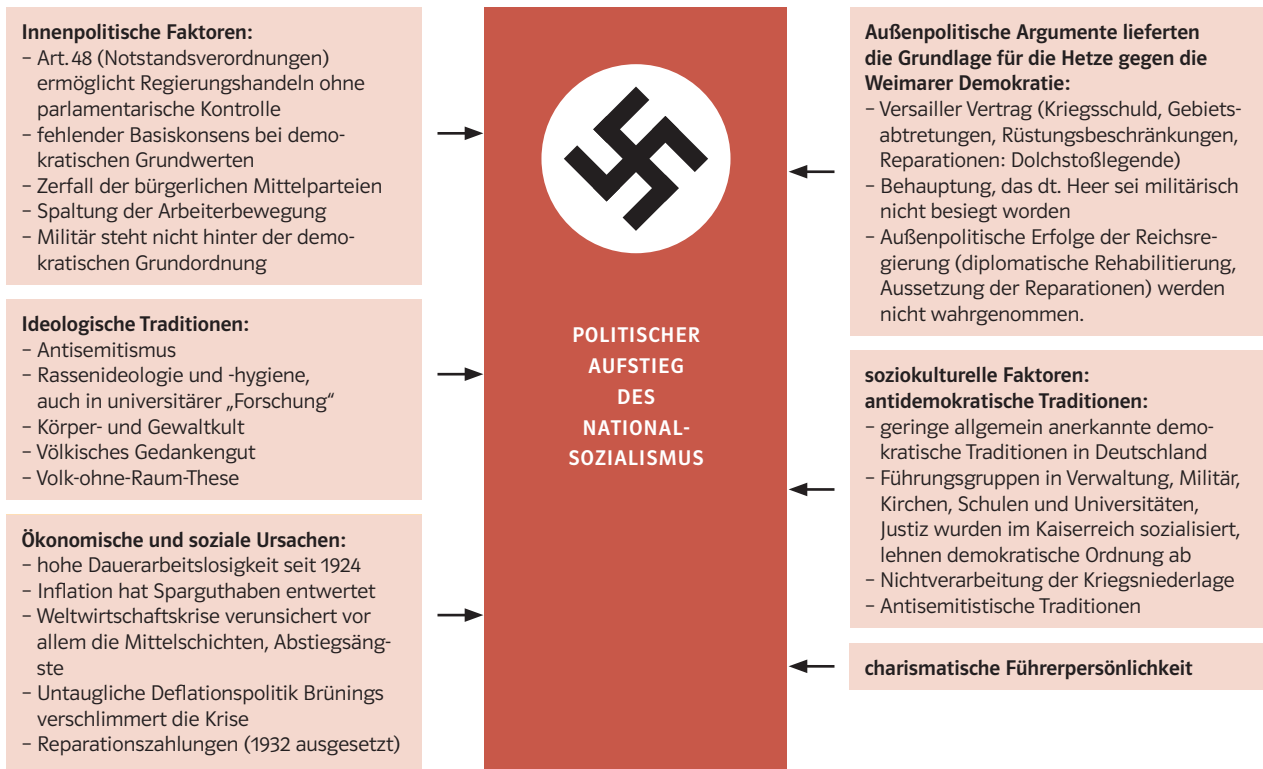 Innenpolitische Faktoren:
– Art. 48 (Notstandsverordnungen)
ermöglicht Regierungshandeln ohne
parlamentarische Kontrolle
– fehlender Basiskonsens bei demo-
kratischen Grundwerten
– Zerfall der bürgerlichen Mittelparteien
– Spaltung der Arbeiterbewegung
– Militär steht nicht hinter der demo-
kratischen Grundordnung
Ideologische Traditionen:
– Antisemitismus
– Rassenideologie und -hygiene,
auch in universitärer „Forschung“
– Körper- und Gewaltkult
– Völkisches Gedankengut
– Volk-ohne-Raum-These
Ökonomische und soziale Ursachen:
– hohe Dauerarbeitslosigkeit seit 1924
– Inflation hat Sparguthaben entwertet
– Weltwirtschaftskrise verunsichert vor
allem die Mittelschichten, Abstiegsäng-
ste
– Untaugliche Deflationspolitik Brünings
verschlimmert die Krise
– Reparationszahlungen (1932 ausgesetzt)
POLITISCHER
AUFSTIEG
DES
NATIONAL-
SOZIALISMUS
Außenpolitische Argumente lieferten
die Grundlage für die Hetze gegen die
Weimarer Demokratie:
– Versailler Vertrag (Kriegsschuld, Gebiets-
abtretungen, Rüstungsbeschränkungen,
Reparationen: Dolchstoßlegende)
– Behauptung, das dt. Heer sei militärisch
nicht besiegt worden
– Außenpolitische Erfolge der Reichsre-
gierung (diplomatische Rehabilitierung,
Aussetzung der Reparationen) werden
nicht wahrgenommen.
soziokulturelle Faktoren:
antidemokratische Traditionen:
– geringe allgemein anerkannte demo-
kratische Traditionen in Deutschland
– Führungsgruppen in Verwaltung, Militär,
Kirchen, Schulen und Universitäten,
Justiz wurden im Kaiserreich sozialisiert,
lehnen demokratische Ordnung ab
– Nichtverarbeitung der Kriegsniederlage
– Antisemitistische Traditionen
charismatische Führerpersönlichkeit